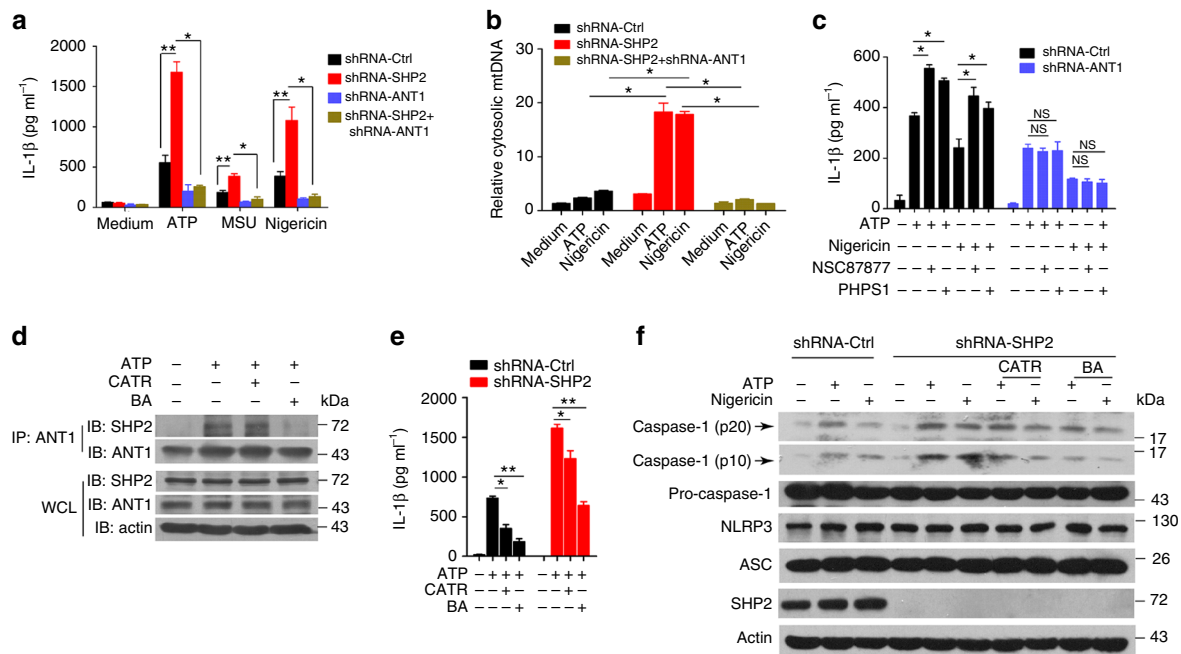 a
IL-1β (pg ml⁻¹)
2000
1500
1000
500
0
** *
** *
** *
Medium ATP MSU Nigericin
shRNA-Ctrl
shRNA-SHP2
shRNA-ANT1
shRNA-SHP2+
shRNA-ANT1
b
shRNA-Ctrl
shRNA-SHP2
shRNA-SHP2+shRNA-ANT1
Relative cytosolic mtDNA
30
20
10
0
*
*
*
*
Medium ATP Nigericin Medium ATP Nigericin Medium ATP Nigericin
c
shRNA-Ctrl
shRNA-ANT1
IL-1β (pg ml⁻¹)
600
400
200
0
*
*
*
*
NS
NS
NS
NS
ATP – + + + – – – – + + + – – –
Nigericin – – – – + + + – – – – + + +
NSC87877 – – + – – + – – – + – – + –
PHPS1 – – – + – – + – – – + – – +
d
ATP – + + +
CATR – – + –
BA – – – + kDa
IP: ANT1
IB: SHP2 72
IB: ANT1 43
WCL
IB: SHP2 72
IB: ANT1 43
IB: actin 43
e
shRNA-Ctrl
shRNA-SHP2
IL-1β (pg ml⁻¹)
2000
1500
1000
500
0
**
*
**
*
ATP – + + + – + + +
CATR – – + – – – + –
BA – – – + – – – +
f
shRNA-Ctrl shRNA-SHP2
CATR BA
ATP – + – – + – + – + –
Nigericin – – + – – + – + – + kDa
Caspase-1 (p20) 17
Caspase-1 (p10) 17
Pro-caspase-1 43
NLRP3 130
ASC 26
SHP2 72
Actin 43